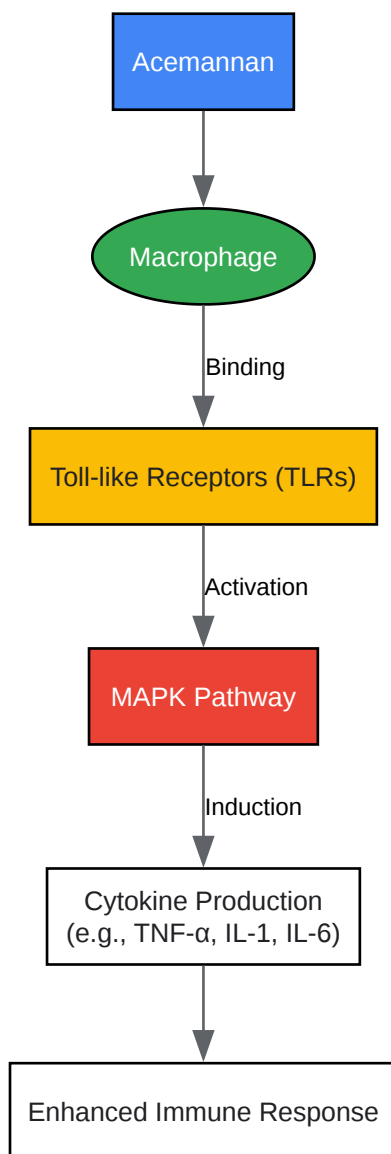 Acemannan
Macrophage
Binding
Toll-like Receptors (TLRs)
Activation
MAPK Pathway
Induction
Cytokine Production
(e.g., TNF-α, IL-1, IL-6)
Enhanced Immune Response